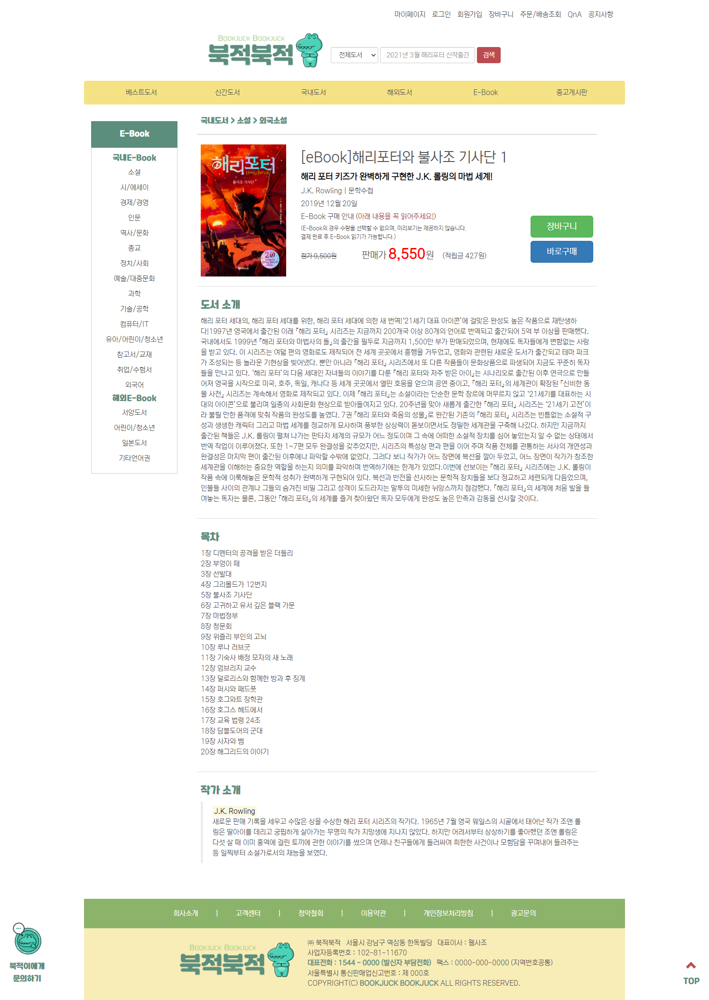 마이페이지 로그인 회원가입 장바구니 주문/배송조회 QnA 공지사항
BOOKJUCK BOOKJUCK
북적북적
전체도서 2021년 3월 해리포터 신작출간 검색
베스트도서 신간도서 국내도서 해외도서 E-Book 중고게시판
E-Book
국내E-Book
소설
시/에세이
경제/경영
인문
역사/문화
종교
정치/사회
예술/대중문화
과학
기술/공학
컴퓨터/IT
유아/어린이/청소년
참고서/교재
취업/수험서
외국어
해외E-Book
서양도서
어린이/청소년
일본도서
기타언어권
국내도서 > 소설 > 외국소설
J.K. ROWLING
해리포터
HARRY POTTER
불사조 기사단
1
20
문학수첩
[eBook]해리포터와 불사조 기사단 1
해리 포터 키즈가 완벽하게 구현한 J.K. 롤링의 마법 세계!
J.K. Rowling | 문학수첩
2019년 12월 20일
E-Book 구매 안내 (아래 내용을 꼭 읽어주세요!)
(E-Book의 경우 수량을 선택할 수 없으며, 미리보기는 제공하지 않습니다.
결제 완료 후 E-Book 읽기가 가능합니다.)
정가 9,500원 판매가 8,550원 (적립금 427원)
장바구니
바로구매
도서 소개
해리 포터 세대의, 해리 포터 세대를 위한, 해리 포터 세대에 의한 새 번역!‘21세기 대표 아이콘’에 걸맞은 완성도 높은 작품으로 재탄생하
다!1997년 영국에서 출간된 이래 『해리 포터』 시리즈는 지금까지 200개국 이상 80개의 언어로 번역되고 출간되어 5억 부 이상을 판매했다.
국내에서도 1999년 『해리 포터와 마법사의 돌』의 출간을 필두로 지금까지 1,500만 부가 판매되었으며, 현재에도 독자들에게 변함없는 사랑
을 받고 있다. 이 시리즈는 여덟 편의 영화로도 제작되어 전 세계 곳곳에서 흥행을 거두었고, 영화와 관련된 새로운 도서가 출간되고 테마 파크
가 조성되는 등 놀라운 기현상을 빚어냈다. 뿐만 아니라 『해리 포터』 시리즈에서 또 다른 작품들이 문화상품으로 파생되어 지금도 꾸준히 독자
들을 만나고 있다. ‘해리 포터’의 다음 세대인 자녀들의 이야기를 다룬 『해리 포터와 저주 받은 아이』는 시나리오로 출간된 이후 연극으로 만들
어져 영국을 시작으로 미국, 호주, 독일, 캐나다 등 세계 곳곳에서 열띤 호응을 얻으며 공연 중이고, 『해리 포터』의 세계관이 확장된 『신비한 동
물 사전』 시리즈는 계속해서 영화로 제작되고 있다. 이제 『해리 포터』는 소설이라는 단순한 문학 장르에 머무르지 않고 ‘21세기를 대표하는 시
대의 아이콘’으로 불리며 일종의 사회문화 현상으로 받아들여지고 있다. 20주년을 맞아 새롭게 출간한 『해리 포터』 시리즈는 ‘21세기 고전’이
라 불릴 만한 품격에 맞춰 작품의 완성도를 높였다. 7권 『해리 포터와 죽음의 성물』로 완간된 기존의 『해리 포터』 시리즈는 빈틈없는 소설적 구
성과 생생한 캐릭터 그리고 마법 세계를 정교하게 묘사하며 풍부한 상상력이 돋보이면서도 정밀한 세계관을 구축해 나갔다. 하지만 지금까지
출간된 책들은 J.K. 롤링이 펼쳐 나가는 판타지 세계의 규모가 어느 정도이며 그 속에 어떠한 소설적 장치를 심어 놓았는지 알 수 없는 상태에서
번역 작업이 이루어졌다. 또한 1~7편 모두 완결성을 갖추었지만, 시리즈의 특성상 편과 편을 이어 주며 작품 전체를 관통하는 서사의 개연성과
완결성은 마지막 편이 출간된 이후에나 파악할 수밖에 없었다. 그러다 보니 작가가 어느 장면에 복선을 깔아 두었고, 어느 장면이 작가가 창조한
세계관을 이해하는 중요한 역할을 하는지 의미를 파악하며 번역하기에는 한계가 있었다.이번에 선보이는 『해리 포터』 시리즈에는 J.K. 롤링이
작품 속에 이룩해놓은 문학적 성취가 완벽하게 구현되어 있다. 복선과 반전을 선사하는 문학적 장치들을 보다 정교하고 세련되게 다듬었으며,
인물들 사이의 관계나 그들의 숨겨진 비밀 그리고 성격이 도드라지는 말투의 미세한 뉘앙스까지 점검했다. 『해리 포터』의 세계에 처음 발을 들
여놓는 독자는 물론, 그동안 『해리 포터』의 세계를 즐겨 찾아왔던 독자 모두에게 완성도 높은 만족과 감동을 선사할 것이다.
목차
1장 디멘터의 공격을 받은 더들리
2장 부엉이 떼
3장 선발대
4장 그리몰드가 12번지
5장 불사조 기사단
6장 고귀하고 유서 깊은 블랙 가문
7장 마법정부
8장 청문회
9장 위즐리 부인의 고뇌
10장 루나 러브굿
11장 기숙사 배정 모자의 새 노래
12장 엄브리지 교수
13장 덜로리스와 함께한 방과 후 징계
14장 퍼시와 패드풋
15장 호그와트 장학관
16장 호그스 헤드에서
17장 교육 법령 24조
18장 덤블도어의 군대
19장 사자와 뱀
20장 해그리드의 이야기
작가 소개
J.K. Rowling
새로운 판매 기록을 세우고 수많은 상을 수상한 해리 포터 시리즈의 작가다. 1965년 7월 영국 웨일스의 시골에서 태어난 작가 조앤 롤
링은 딸아이를 데리고 궁핍하게 살아가는 무명의 작가 지망생에 지나지 않았다. 하지만 어려서부터 상상하기를 좋아했던 조앤 롤링은
다섯 살 때 이미 홍역에 걸린 토끼에 관한 이야기를 썼으며 언제나 친구들에게 둘러싸여 희한한 사건이나 모험담을 꾸며내어 들려주는
등 일찍부터 소설가로서의 재능을 보였다.
회사소개 | 고객센터 | 청약철회 | 이용약관 | 개인정보처리방침 | 광고문의
BOOKJUCK BOOKJUCK
북적북적
㈜ 북적북적 서울시 강남구 역삼동 한독빌딩 대표이사 : 웹사조
사업자등록번호 : 102-81-11670
대표전화 : 1544 - 0000 (발신자 부담전화) 팩스 : 0000-000-0000 (지역번호공통)
서울특별시 통신판매업신고번호 : 제 000호
COPYRIGHT(C) BOOKJUCK BOOKJUCK ALL RIGHTS RESERVED.
북적이에게
문의하기
TOP